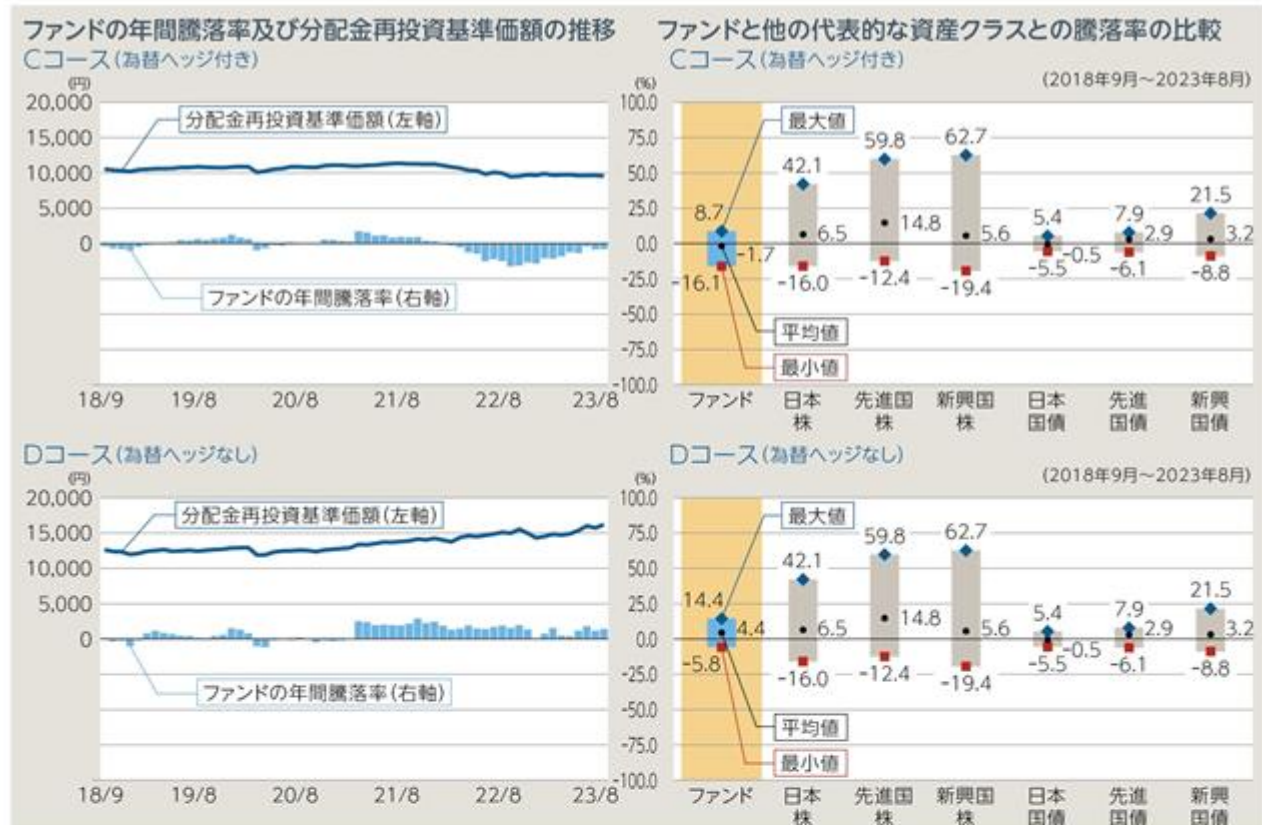 ファンドの年間騰落率及び分配金再投資基準価額の推移
Cコース(為替ヘッジ付き)
(円)
(%)
20,000
15,000
10,000
5,000
0
100.0
75.0
50.0
25.0
0.0
-25.0
-50.0
-75.0
-100.0
分配金再投資基準価額(左軸)
ファンドの年間騰落率(右軸)
18/9 19/8 20/8 21/8 22/8 23/8
ファンドと他の代表的な資産クラスとの騰落率の比較
Cコース(為替ヘッジ付き)
(2018年9月～2023年8月)
最大値
59.8
62.7
42.1
21.5
8.7
5.4
7.9
6.5
14.8
5.6
2.9
3.2
-1.7
-0.5
-16.1
-16.0
-12.4
-19.4
-5.5
-6.1
-8.8
平均値
最小値
ファンド 日本 先進国 新興国 日本 先進 新興
株 株 株 国債 国債 国債
Dコース(為替ヘッジなし)
(円)
(%)
20,000
15,000
10,000
5,000
0
100.0
75.0
50.0
25.0
0.0
-25.0
-50.0
-75.0
-100.0
分配金再投資基準価額(左軸)
ファンドの年間騰落率(右軸)
18/9 19/8 20/8 21/8 22/8 23/8
Dコース(為替ヘッジなし)
(2018年9月～2023年8月)
最大値
59.8
62.7
42.1
21.5
14.4
5.4
7.9
4.4
6.5
14.8
5.6
2.9
3.2
-0.5
-5.8
-16.0
-12.4
-19.4
-5.5
-6.1
-8.8
平均値
最小値
ファンド 日本 先進国 新興国 日本 先進 新興
株 株 株 国債 国債 国債